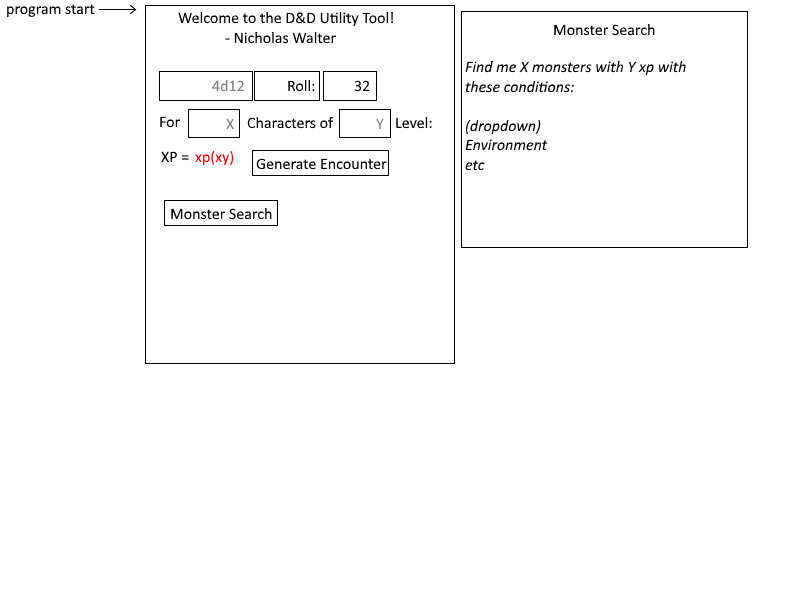 program start
Welcome to the D&D Utility Tool!
- Nicholas Walter
4d12 Roll: 32
For X Characters of Y Level:
XP = xp(xy) Generate Encounter
Monster Search
Monster Search
Find me X monsters with Y xp with
these conditions:
(dropdown)
Environment
etc